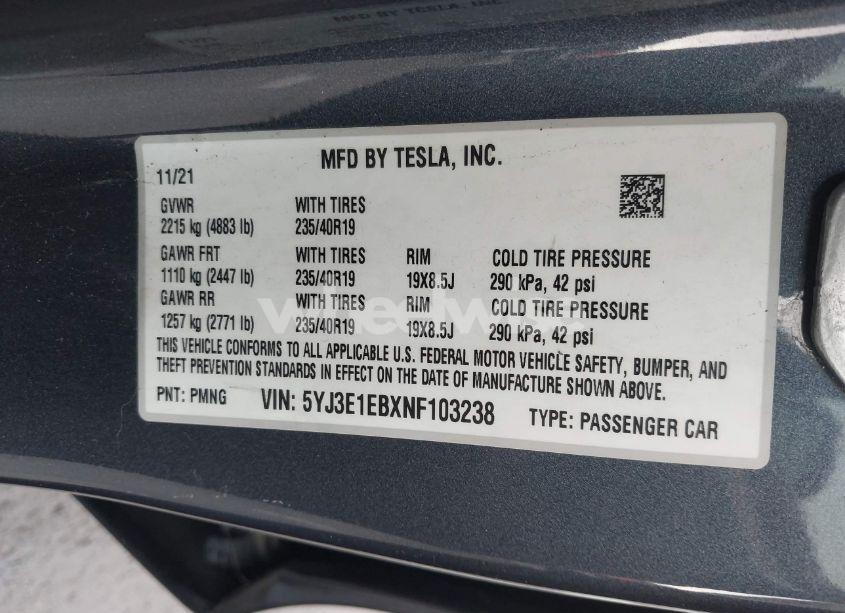 MFD BY TESLA, INC.
11/21
GVWR WITH TIRES
2215 kg (4883 lb) 235/40R19
GAWR FRT WITH TIRES RIM COLD TIRE PRESSURE
1110 kg (2447 lb) 235/40R19 19X8.5J 290 kPa, 42 psi
GAWR RR WITH TIRES RIM COLD TIRE PRESSURE
1257 kg (2771 lb) 235/40R19 19X8.5J 290 kPa, 42 psi
THIS VEHICLE CONFORMS TO ALL APPLICABLE U.S. FEDERAL MOTOR VEHICLE SAFETY, BUMPER, AND
THEFT PREVENTION STANDARDS IN EFFECT ON THE DATE OF MANUFACTURE SHOWN ABOVE.
PNT: PMNG VIN: 5YJ3E1EBXNF103238 TYPE: PASSENGER CAR